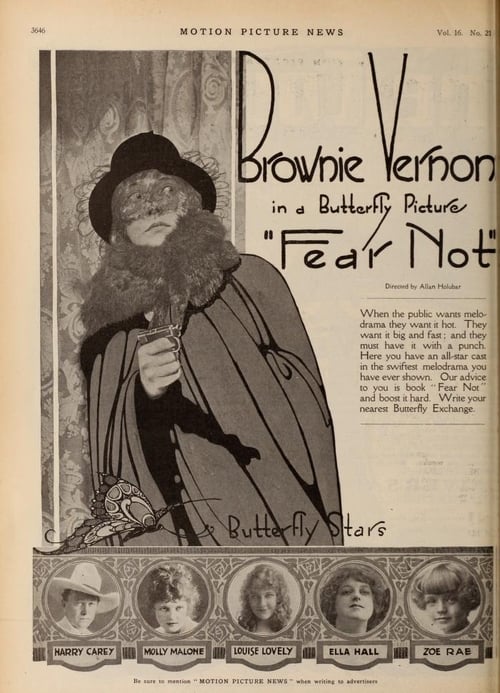 3646
MOTION PICTURE NEWS
Vol. 16. No. 21
Brownie Vernon
in a Butterfly Picture
"Fear Not"
Directed by Allan Holubar
When the public wants melo-
drama they want it hot. They
want it big and fast; and they
must have it with a punch.
Here you have an all-star cast
in the swiftest melodrama you
have ever shown. Our advice
to you is book "Fear Not"
and boost it hard. Write your
nearest Butterfly Exchange.
Butterfly Stars
HARRY CAREY
MOLLY MALONE
LOUISE LOVELY
ELLA HALL
ZOE RAE
Be sure to mention "MOTION PICTURE NEWS" when writing to advertisers